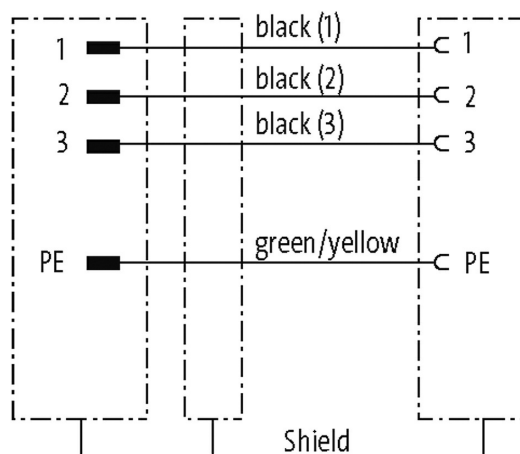 1 black (1) 1
2 black (2) 2
3 black (3) 3
PE green/yellow PE
Shield